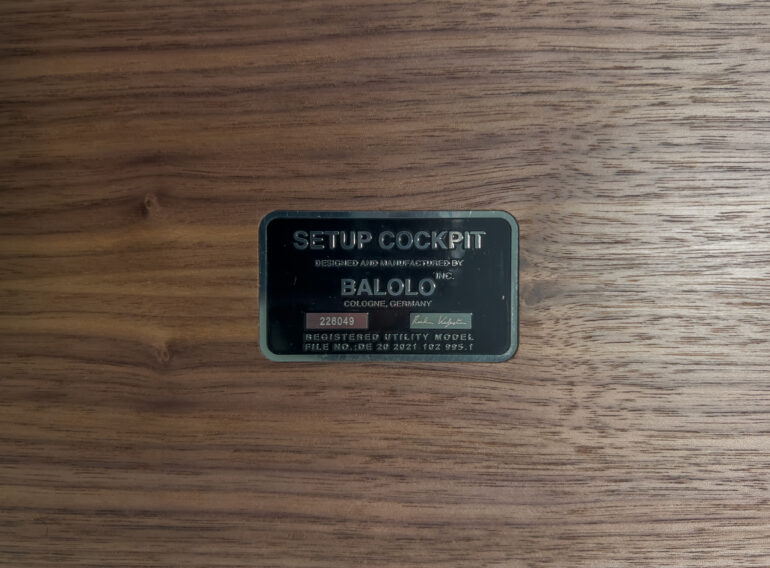 SETUP COCKPIT
DESIGNED AND MANUFACTURED BY
BALOLO INC.
COLOGNE, GERMANY
226049
REGISTERED UTILITY MODEL
FILE NO.:DE 20 2021 102 995.1